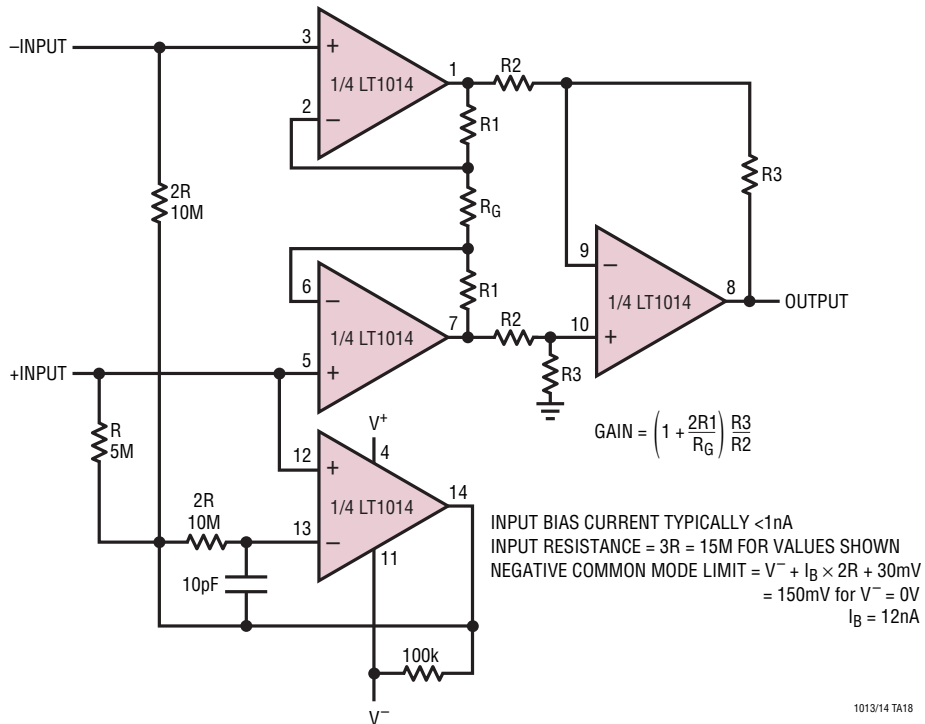 –INPUT
3
+
1/4 LT1014
2
–
1
R2
R1
RG
R1
R3
2R
10M
6
–
1/4 LT1014
5
+
7
R2
9
–
1/4 LT1014
10
+
8
OUTPUT
R3
+INPUT
R
5M
V+
4
12
+
1/4 LT1014
14
13
–
11
2R
10M
10pF
100k
V–
GAIN = (1 + 2R1/RG) R3/R2
INPUT BIAS CURRENT TYPICALLY <1nA
INPUT RESISTANCE = 3R = 15M FOR VALUES SHOWN
NEGATIVE COMMON MODE LIMIT = V– + IB × 2R + 30mV
= 150mV for V– = 0V
IB = 12nA
1013/14 TA18